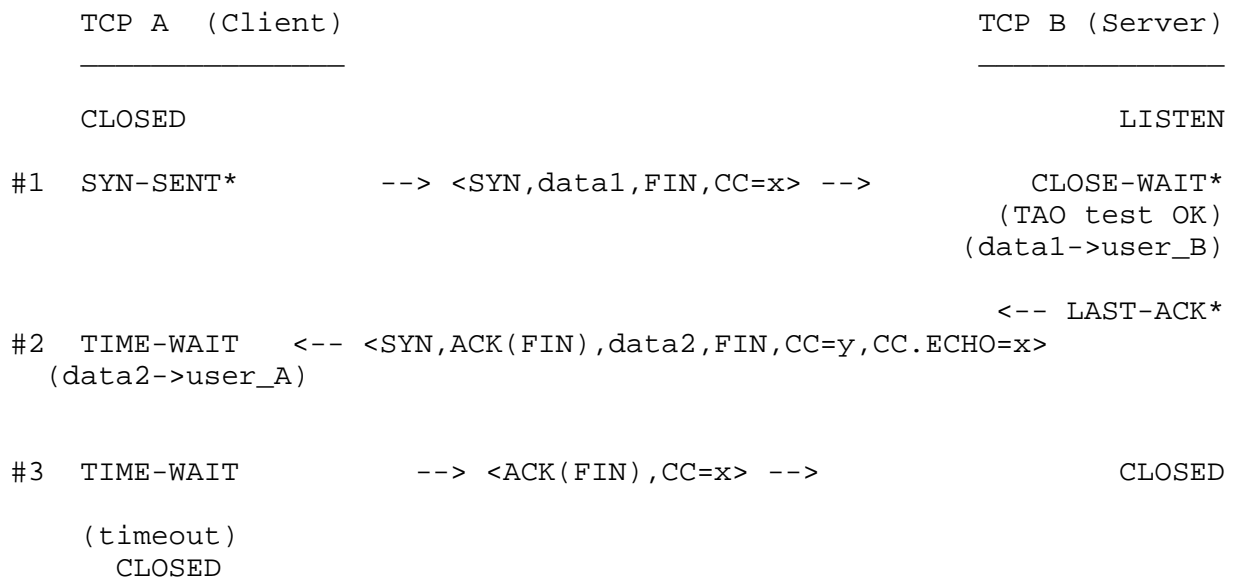 TCP A  (Client)                                    TCP B (Server)
_______________                                    ______________
CLOSED                                                     LISTEN
#1  SYN-SENT*        --> <SYN,data1,FIN,CC=x> -->         CLOSE-WAIT*
(TAO test OK)
(data1->user_B)
<-- LAST-ACK*
#2  TIME-WAIT   <-- <SYN,ACK(FIN),data2,FIN,CC=y,CC.ECHO=x>
(data2->user_A)
#3  TIME-WAIT          --> <ACK(FIN),CC=x> -->                 CLOSED
(timeout)
CLOSED